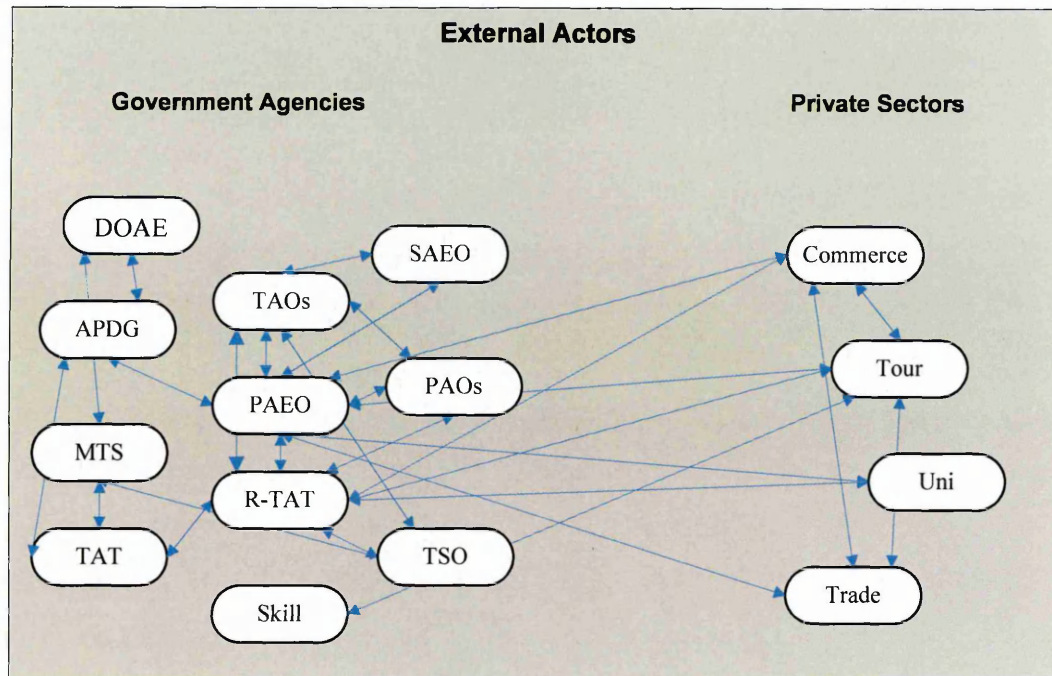 External Actors
Government Agencies
Private Sectors
DOAE
SAEO
Commerce
TAOs
APDG
Tour
PAOs
PAEO
MTS
Uni
R-TAT
TAT
TSO
Trade
Skill